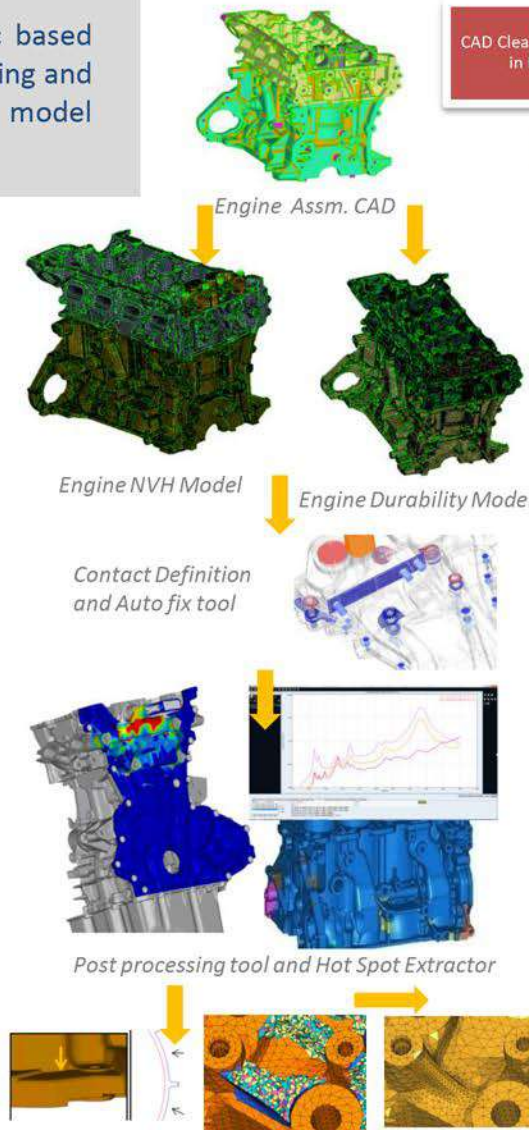 based
ing and
model
CAD Clea
in
Engine Assm. CAD
Engine NVH Model
Engine Durability Mode
Contact Definition
and Auto fix tool
Post processing tool and Hot Spot Extractor